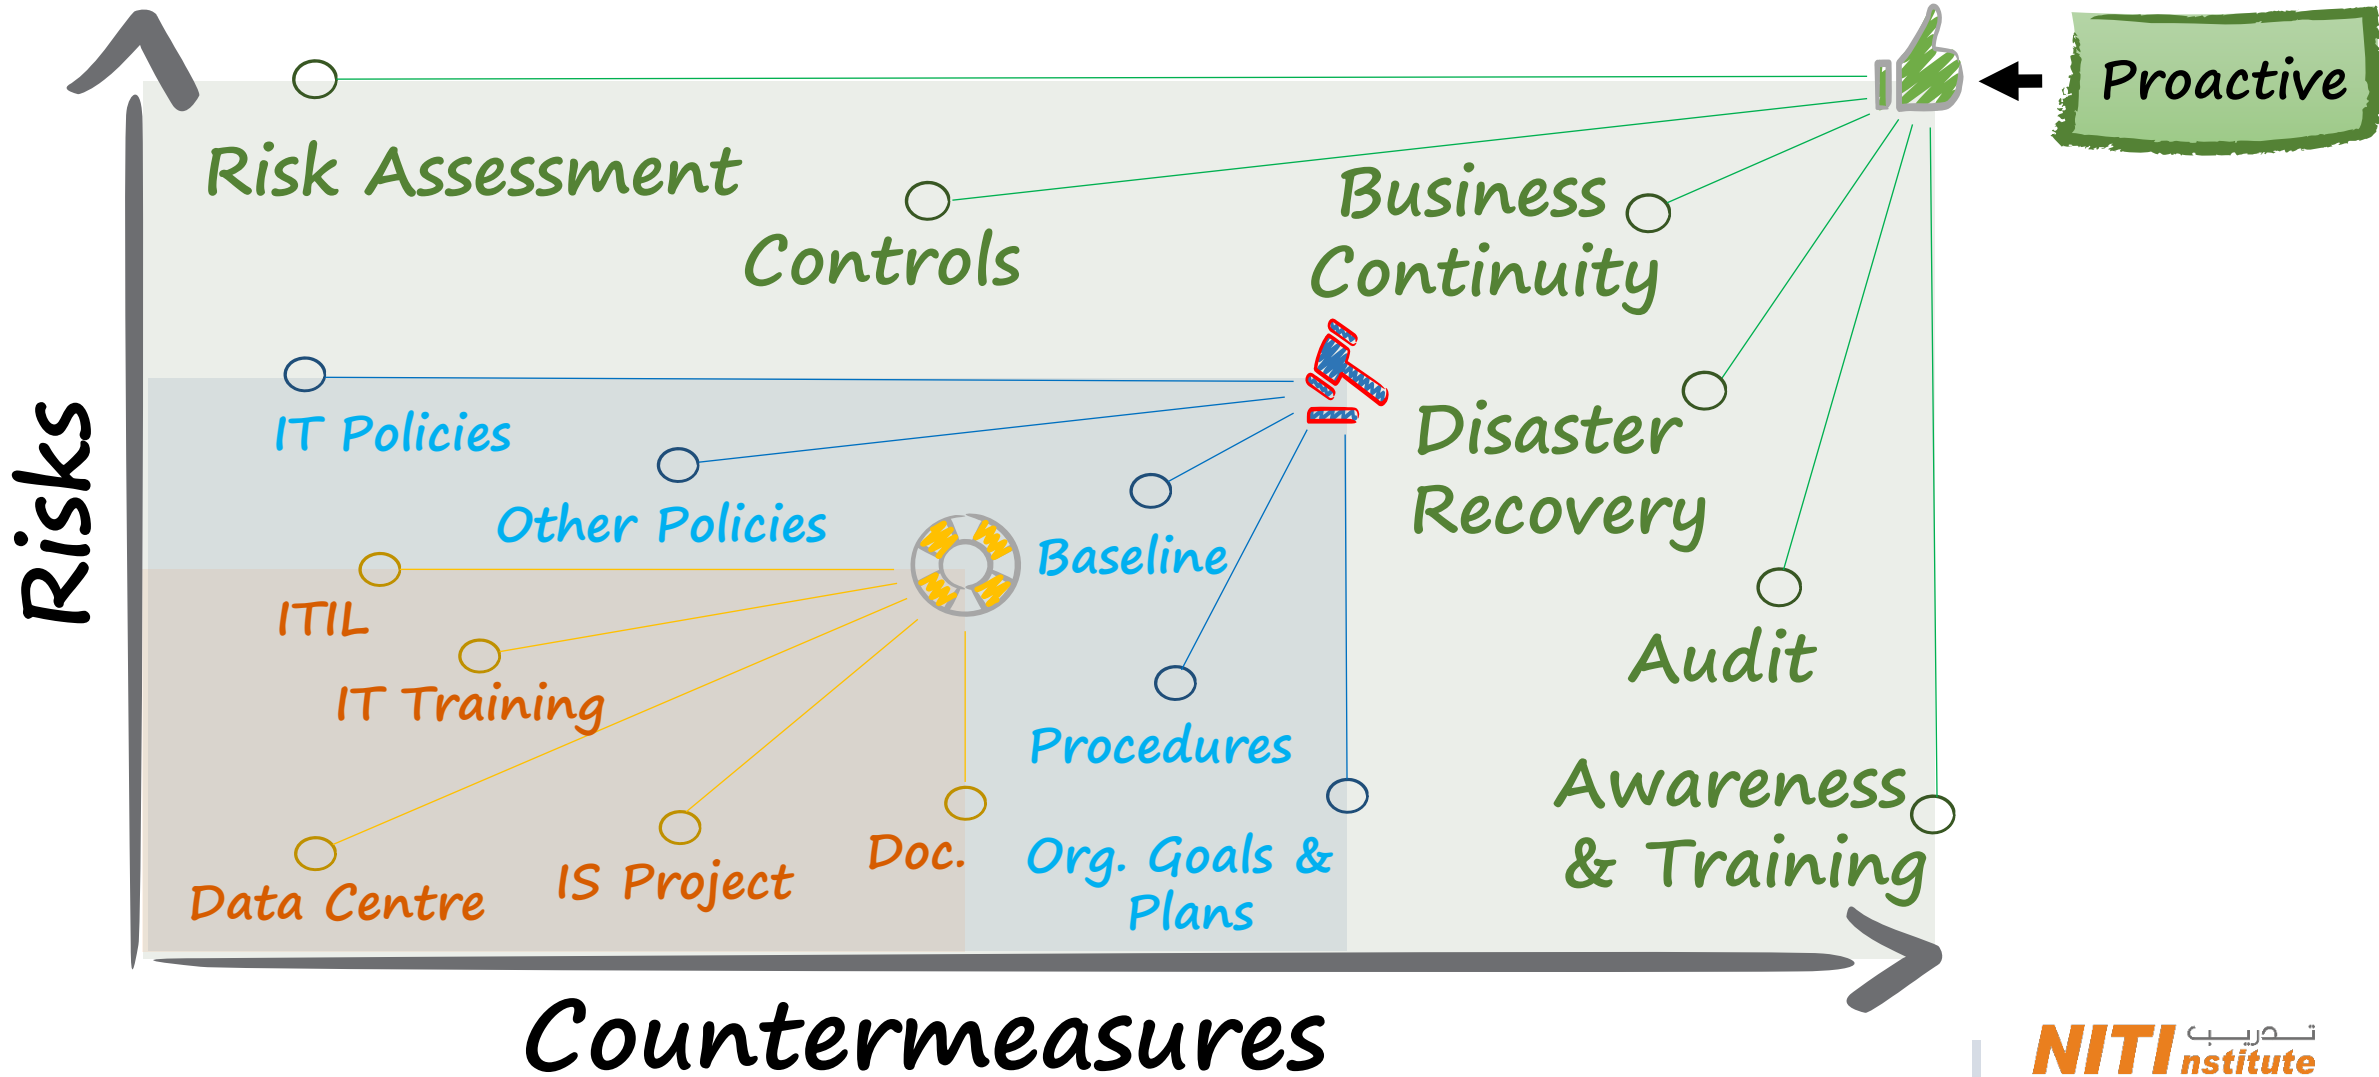 Proactive
Risk Assessment
Controls
Business
Continuity
IT Policies
Other Policies
Baseline
Disaster
Recovery
ITIL
IT Training
Procedures
Audit
Data Centre
IS Project
Doc.
Org. Goals &
Plans
Awareness
& Training
Risks
Countermeasures
تدريب
NITI
nstitute